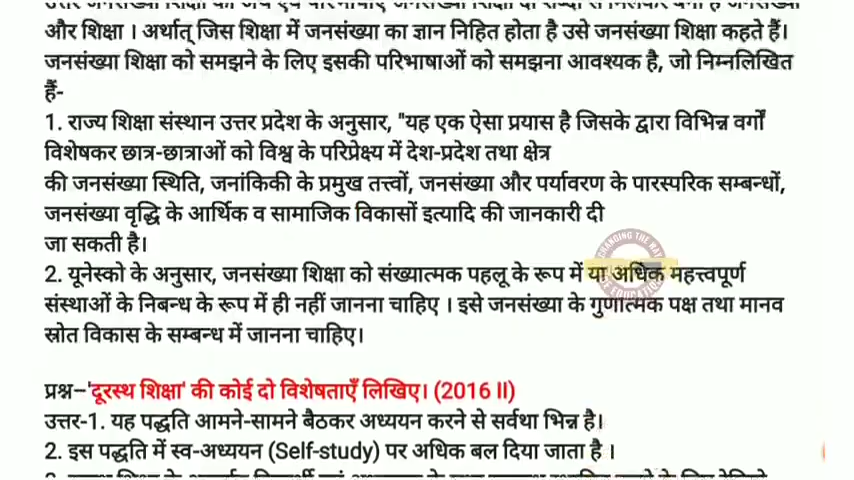 और शिक्षा । अर्थात् जिस शिक्षा में जनसंख्या का ज्ञान निहित होता है उसे जनसंख्या शिक्षा कहते हैं।
जनसंख्या शिक्षा को समझने के लिए इसकी परिभाषाओं को समझना आवश्यक है, जो निम्नलिखित
हैं-
1. राज्य शिक्षा संस्थान उत्तर प्रदेश के अनुसार, "यह एक ऐसा प्रयास है जिसके द्वारा विभिन्न वर्गों
विशेषकर छात्र-छात्राओं को विश्व के परिप्रेक्ष्य में देश-प्रदेश तथा क्षेत्र
की जनसंख्या स्थिति, जनांकिकी के प्रमुख तत्त्वों, जनसंख्या और पर्यावरण के पारस्परिक सम्बन्धों,
जनसंख्या वृद्धि के आर्थिक व सामाजिक विकासों इत्यादि की जानकारी दी
जा सकती है।
2. यूनेस्को के अनुसार, जनसंख्या शिक्षा को संख्यात्मक पहलू के रूप में या अधिक महत्त्वपूर्ण
संस्थाओं के निबन्ध के रूप में ही नहीं जानना चाहिए । इसे जनसंख्या के गुणात्मक पक्ष तथा मानव
स्रोत विकास के सम्बन्ध में जानना चाहिए।
प्रश्न–'दूरस्थ शिक्षा' की कोई दो विशेषताएँ लिखिए। (2016 II)
उत्तर-1. यह पद्धति आमने-सामने बैठकर अध्ययन करने से सर्वथा भिन्न है।
2. इस पद्धति में स्व-अध्ययन (Self-study) पर अधिक बल दिया जाता है ।